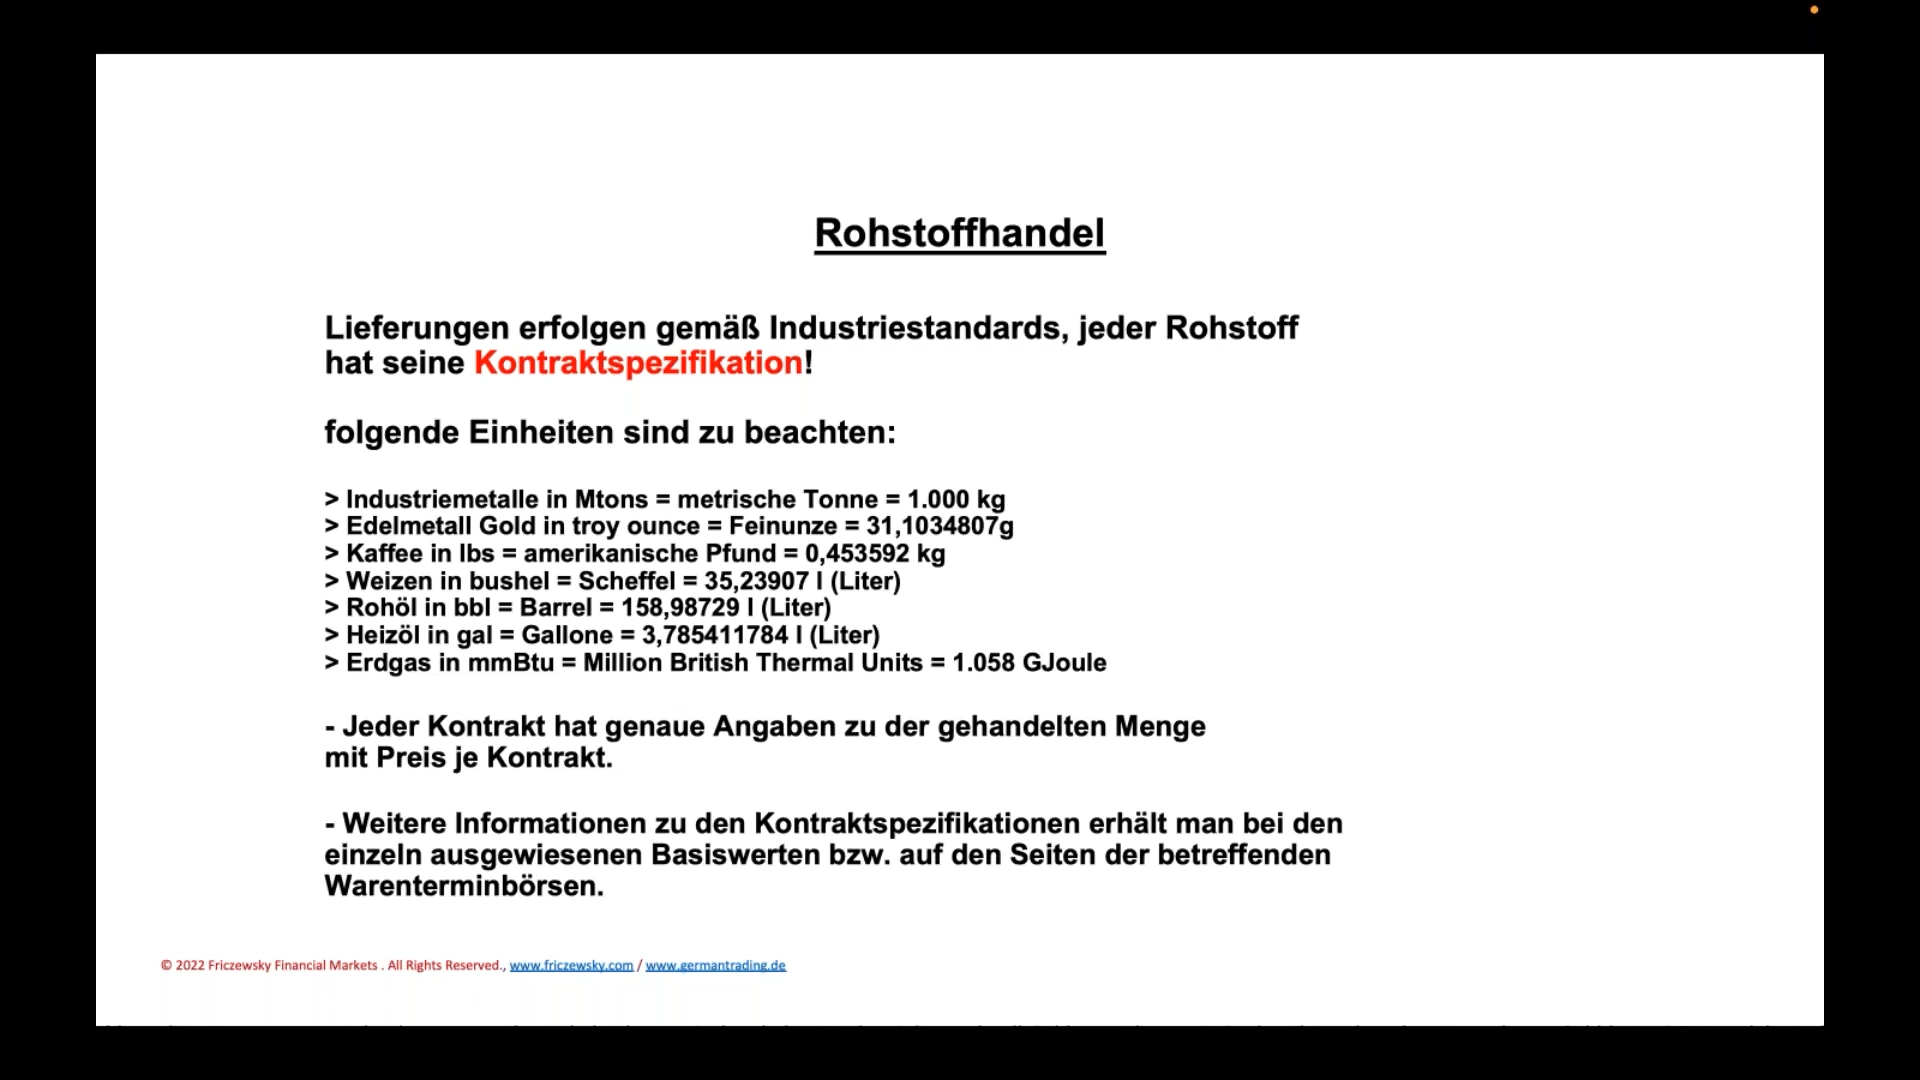 Rohstoffhandel
Lieferungen erfolgen gemäß Industriestandards, jeder Rohstoff
hat seine Kontraktspezifikation!
folgende Einheiten sind zu beachten:
> Industriemetalle in Mtons = metrische Tonne = 1.000 kg
> Edelmetall Gold in troy ounce = Feinunze = 31,1034807g
> Kaffee in lbs = amerikanische Pfund = 0,453592 kg
> Weizen in bushel = Scheffel = 35,23907 l (Liter)
> Rohöl in bbl = Barrel = 158,98729 l (Liter)
> Heizöl in gal = Gallone = 3,785411784 l (Liter)
> Erdgas in mmBtu = Million British Thermal Units = 1.058 GJoule
- Jeder Kontrakt hat genaue Angaben zu der gehandelten Menge
mit Preis je Kontrakt.
- Weitere Informationen zu den Kontraktspezifikationen erhält man bei den
einzeln ausgewiesenen Basiswerten bzw. auf den Seiten der betreffenden
Warenterminbörsen.
© 2022 Friczewsky Financial Markets . All Rights Reserved., www.friczewsky.com / www.germantrading.de